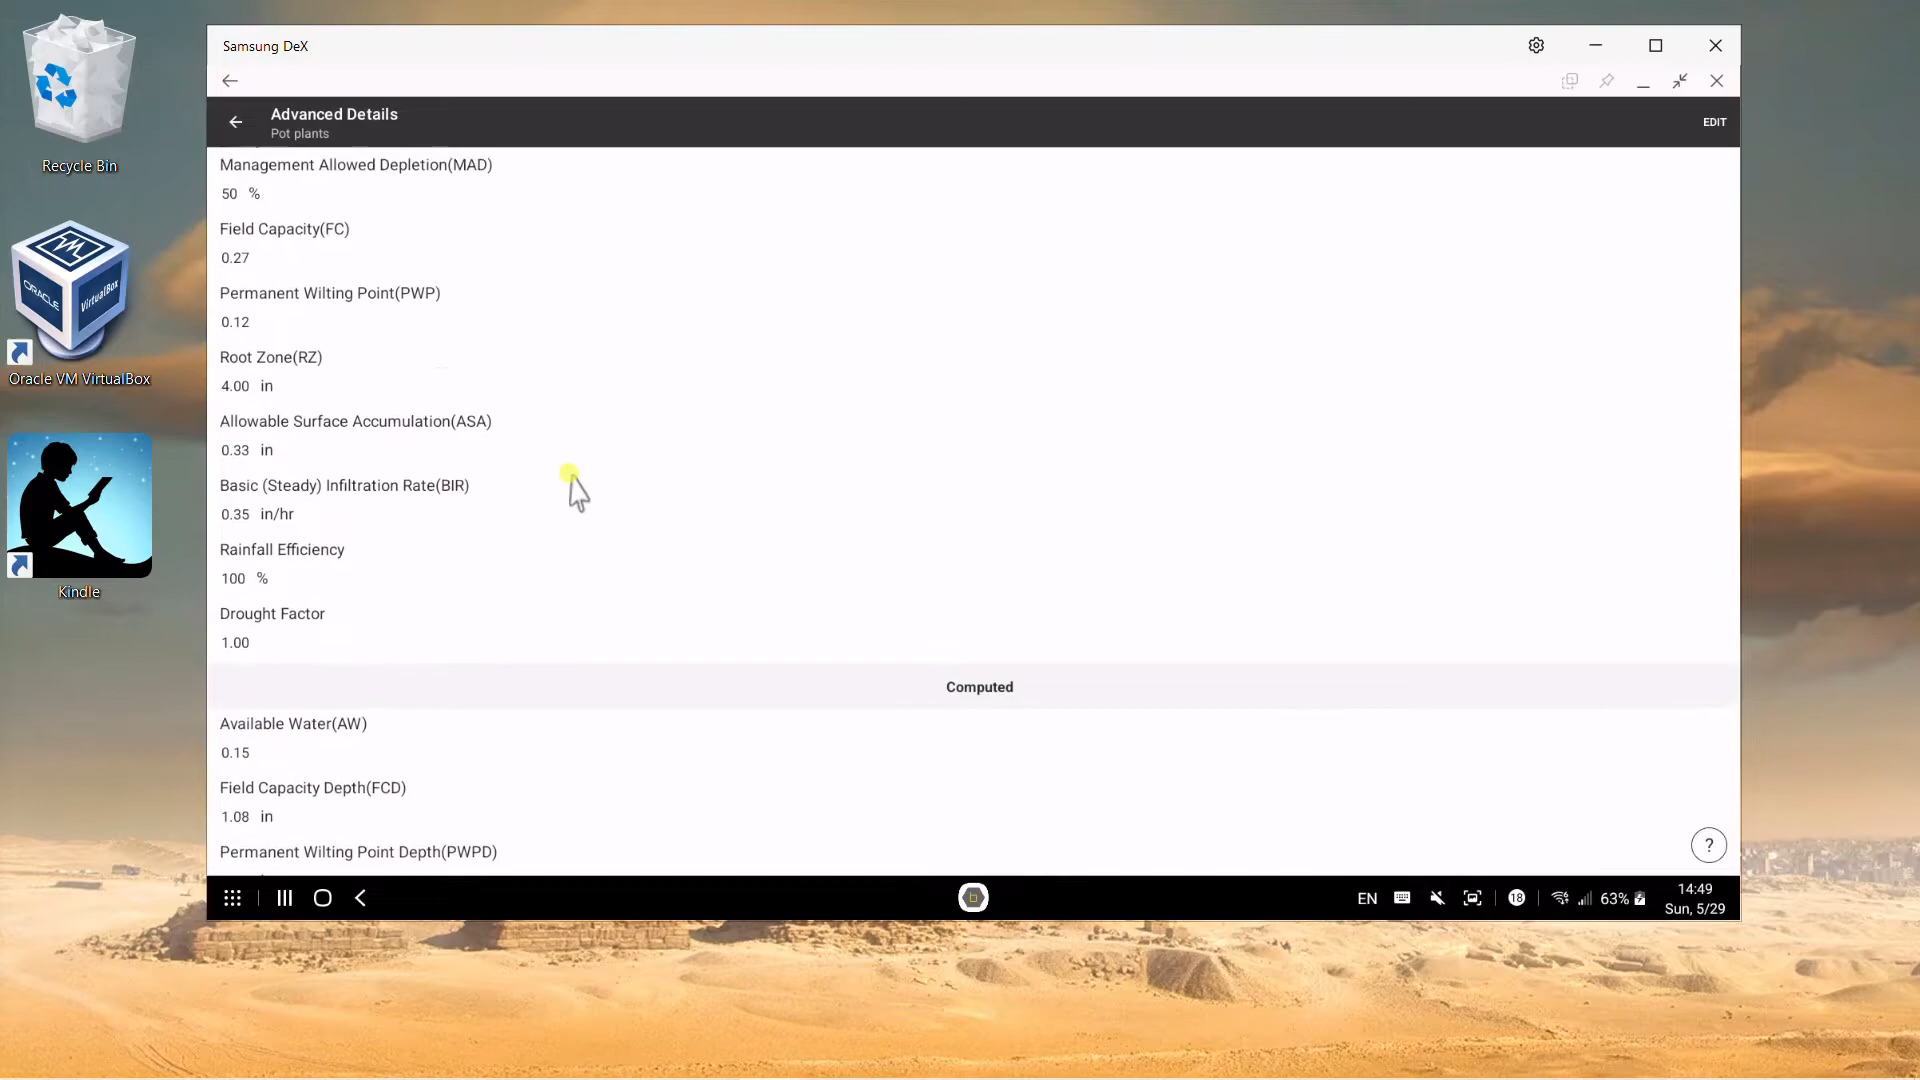 Recycle Bin
Oracle VM VirtualBox
ORACLE
VirtualBox
Kindle
Samsung DeX
Advanced Details
Pot plants
EDIT
Management Allowed Depletion(MAD)
50 %
Field Capacity(FC)
0.27
Permanent Wilting Point(PWP)
0.12
Root Zone(RZ)
4.00 in
Allowable Surface Accumulation(ASA)
0.33 in
Basic (Steady) Infiltration Rate(BIR)
0.35 in/hr
Rainfall Efficiency
100 %
Drought Factor
1.00
Computed
Available Water(AW)
0.15
Field Capacity Depth(FCD)
1.08 in
Permanent Wilting Point Depth(PWPD)
?
EN
18
63%
14:49
Sun, 5/29